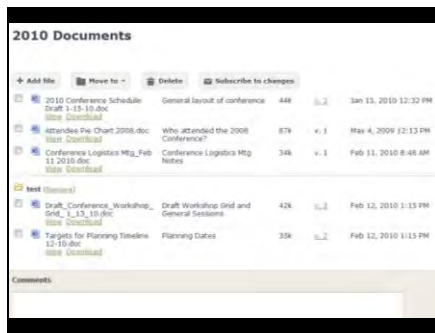 2010 Documents
+ Add file Move to Delete Subscribe to changes
2010 Conference Schedule General layout of conference 44k v. 2 Jan 15, 2010 12:32 PM
Draft 1-15-10.doc
View Download
Attendee Pie Chart 2008.doc Who attended the 2008 87k v. 1 May 4, 2009 12:13 PM
View Download Conference?
Conference Logistics Mtg_Feb Conference Logistics Mtg 34k v. 1 Feb 11, 2010 8:46 AM
11 2010.doc Notes
View Download
test (Remove)
Draft_Conference_Workshop_ Draft Workshop Grid and 42k v. 2 Feb 12, 2010 1:15 PM
Grid_ 1_13_10.doc General Sessions
View Download
Targets for Planning Timeline Planning Dates 35k v. 2 Feb 12, 2010 1:15 PM
12-10.doc
View Download
Comments